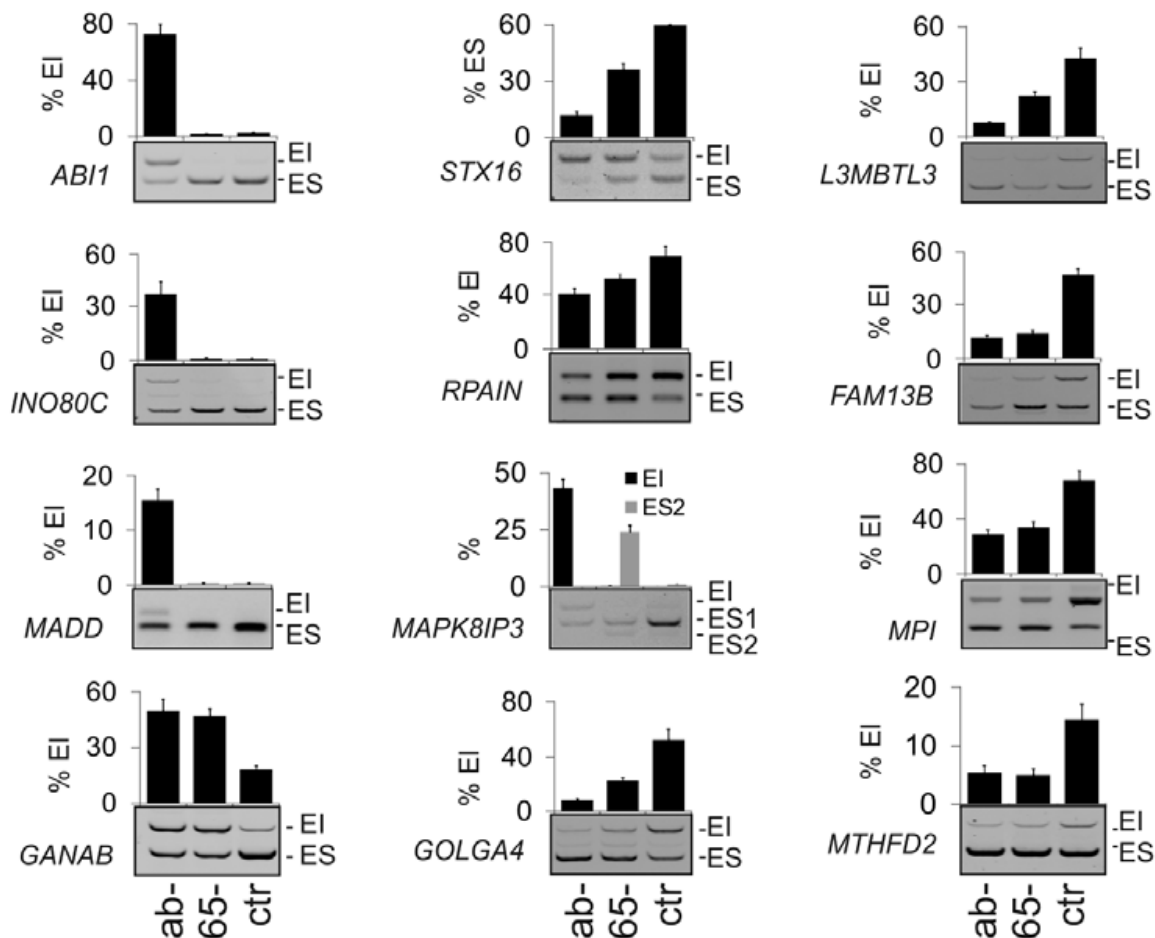 80
40
0
% EI
EI
ES
ABI1
60
30
0
% ES
EI
ES
STX16
60
30
0
% EI
EI
ES
L3MBTL3
60
30
0
% EI
EI
ES
INO80C
80
40
0
% EI
EI
ES
RPAIN
60
30
0
% EI
EI
ES
FAM13B
20
10
0
% EI
EI
ES
MADD
50
25
0
%
EI
ES2
EI
ES1
ES2
MAPK8IP3
80
40
0
% EI
EI
ES
MPI
60
30
0
% EI
EI
ES
GANAB
80
40
0
% EI
EI
ES
GOLGA4
20
10
0
% EI
EI
ES
MTHFD2
ab- 65- ctr
ab- 65- ctr
ab- 65- ctr